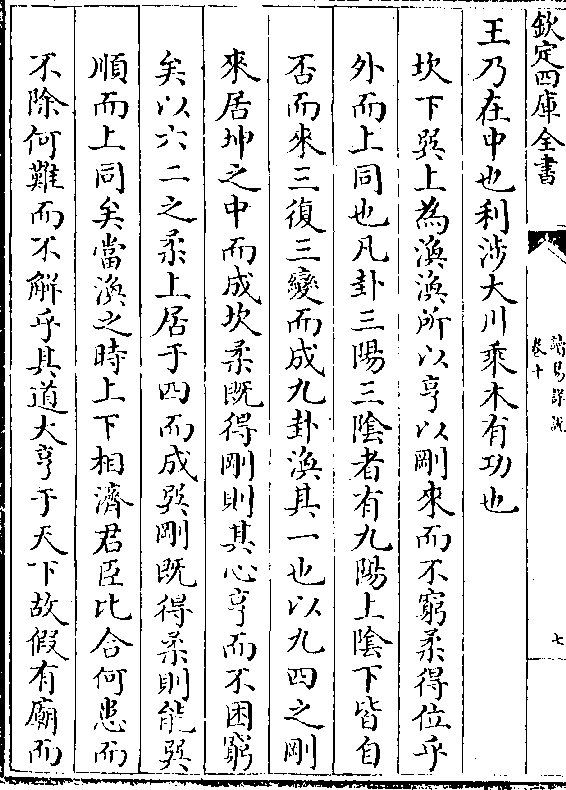 欽定四庫全書
讀易詳說
卷十
七
王乃在中也利涉大川乘木有功也
坎下巽上為渙渙所以亨以剛來而不窮柔得位乎
外而上同也凡卦三陽三陰者有九陽上陰下皆自
否而來三復三變而成九卦渙其一也以九四之剛
來居坤之中而成坎柔既得剛則其心亨而不困窮
矣以六二之柔上居于四而成巽剛既得柔則能巽
順而上同矣當渙之時上下相濟君臣比合何患而
不除何難而不解乎其道大亨于天下故假有廟而